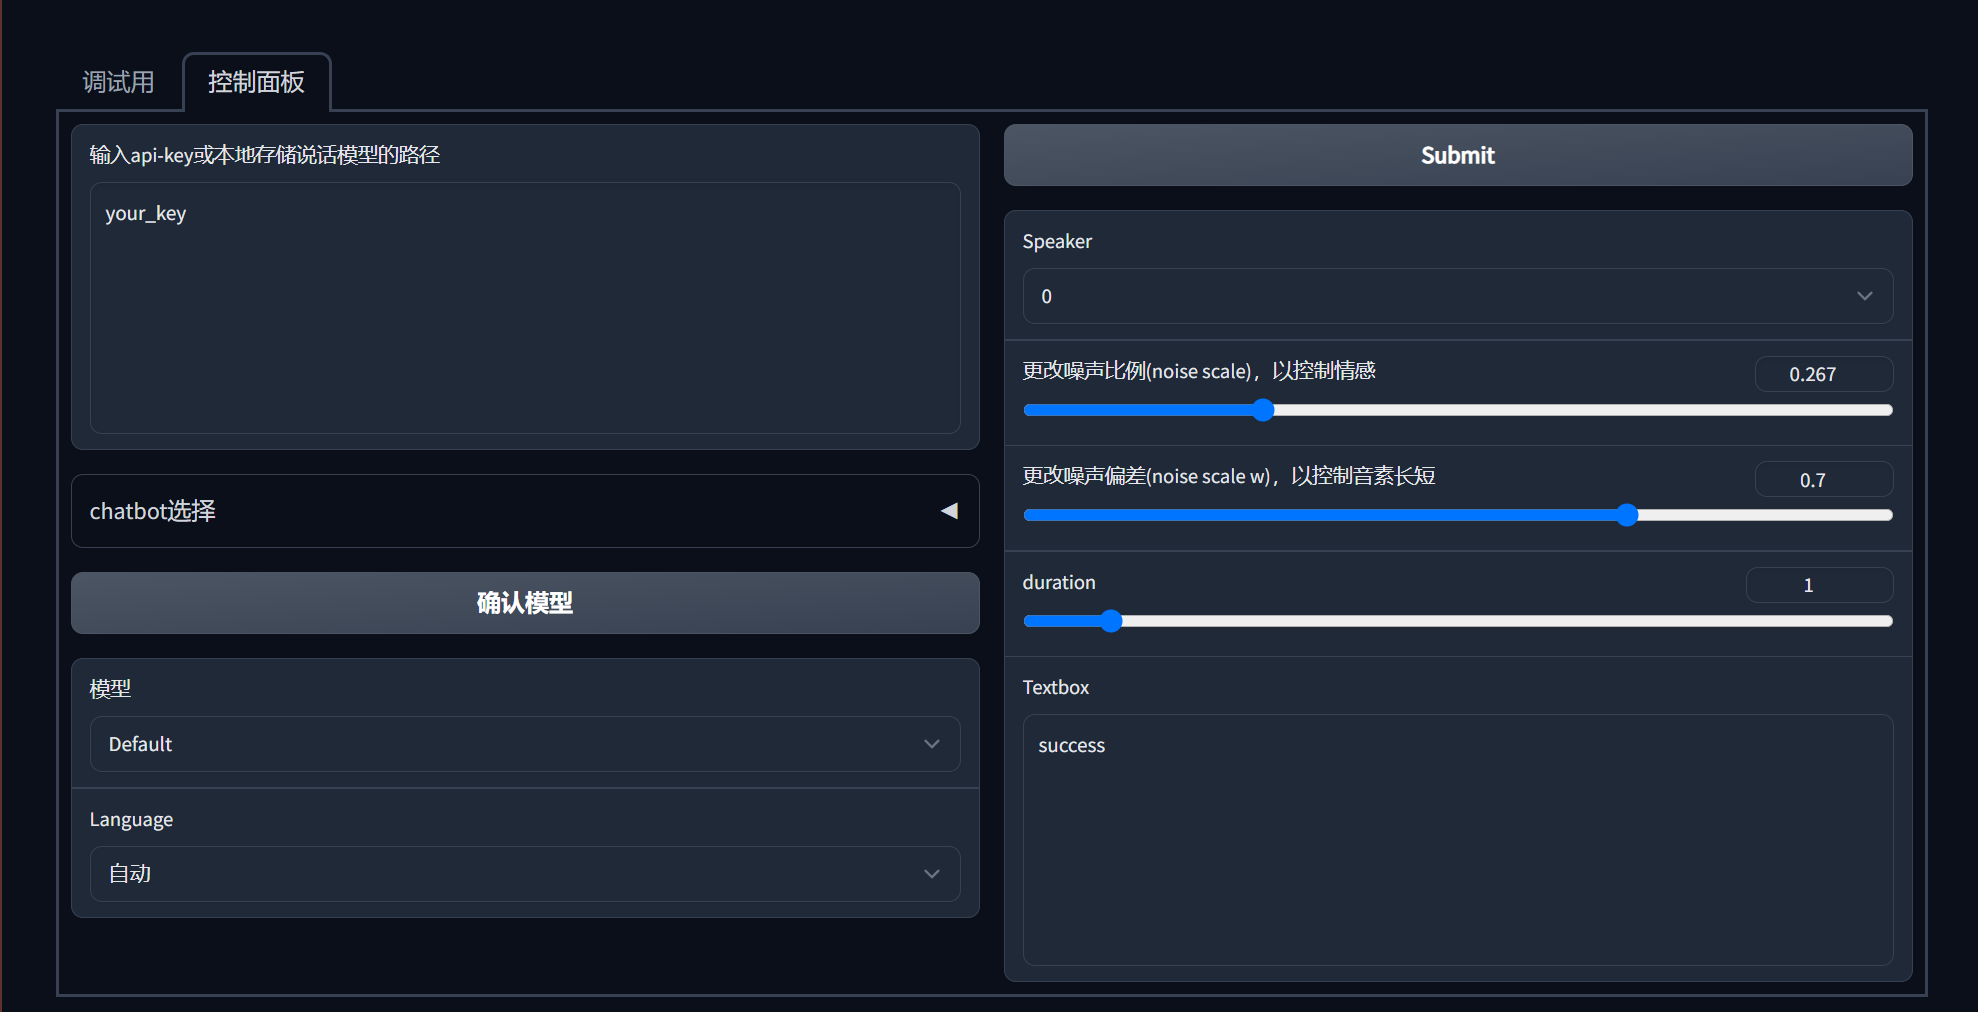 调试用
控制面板
输入api-key或本地存储说话模型的路径
your_key
chatbot选择
确认模型
模型
Default
Language
自动
Submit
Speaker
0
更改噪声比例(noise scale)，以控制情感
0.267
更改噪声偏差(noise scale w)，以控制音素长短
0.7
duration
1
Textbox
success